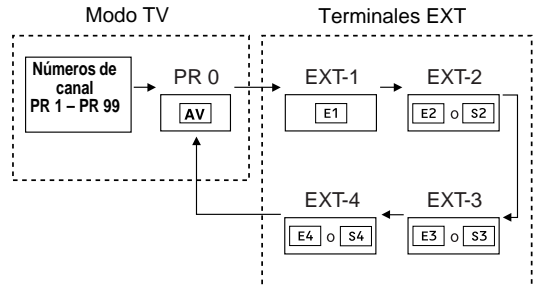 Modo TV
Terminales EXT
Números de
canal
PR 1 – PR 99
PR 0
AV
EXT-1
E1
EXT-2
E2 o S2
EXT-4
E4 o S4
EXT-3
E3 o S3